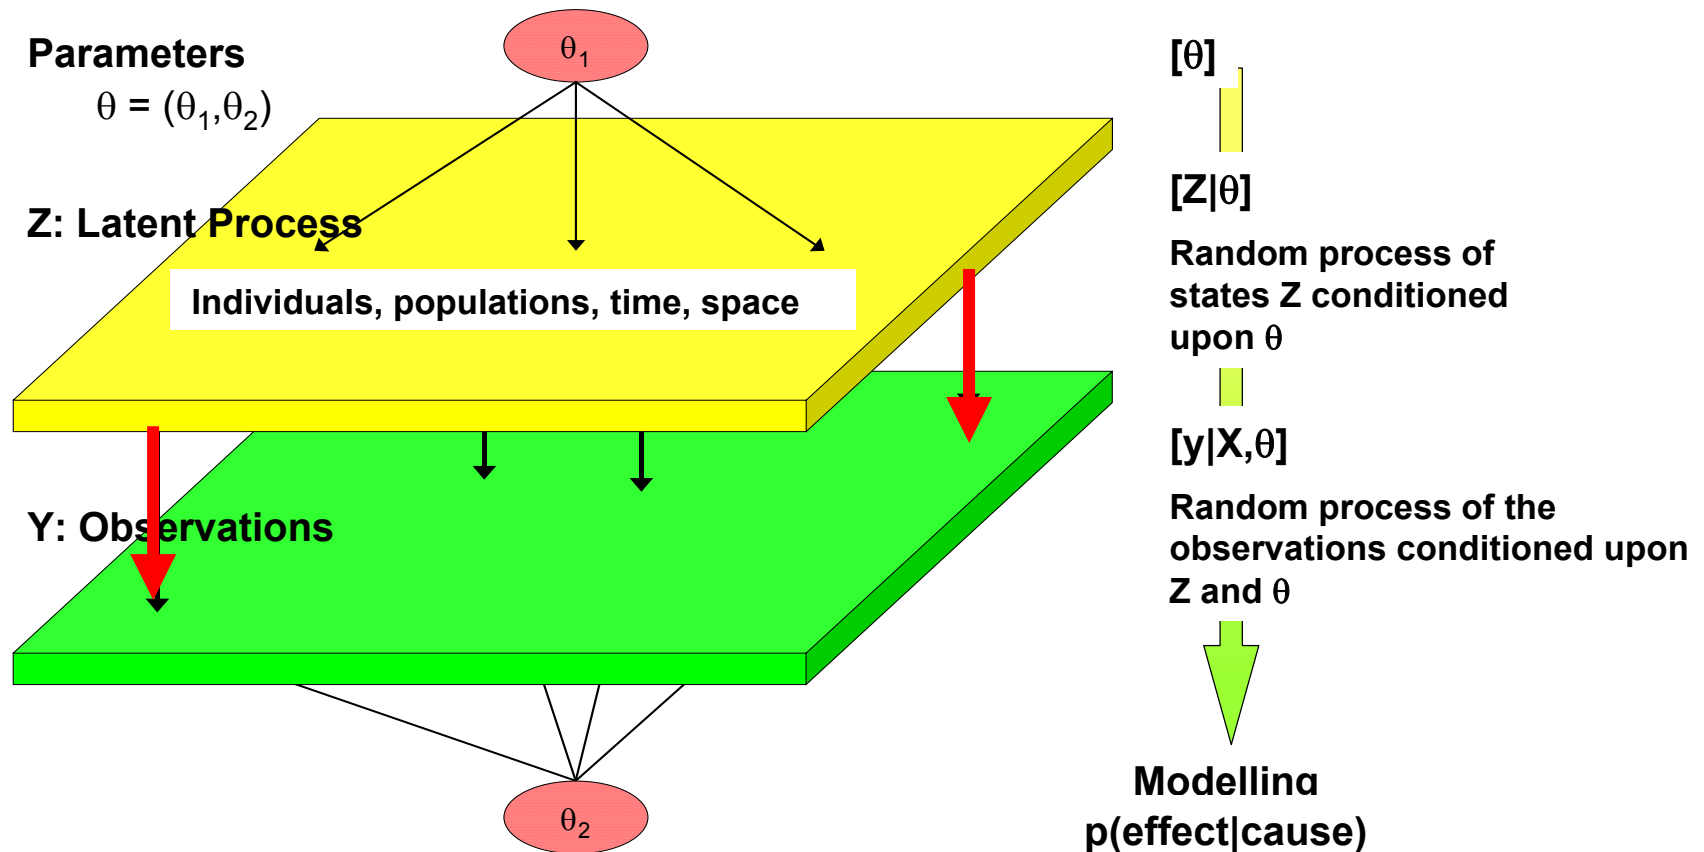 Parameters
θ = (θ₁,θ₂)
θ₁
Z: Latent Process
Individuals, populations, time, space
Y: Observations
θ₂
[θ]
[Z|θ]
Random process of
states Z conditioned
upon θ
[y|X,θ]
Random process of the
observations conditioned upon
Z and θ
Modelling
p(effect|cause)